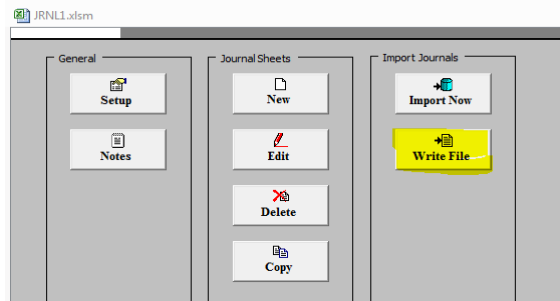 JRNL1.xlsm
General
Setup
Notes
Journal Sheets
New
Edit
Delete
Copy
Import Journals
Import Now
Write File